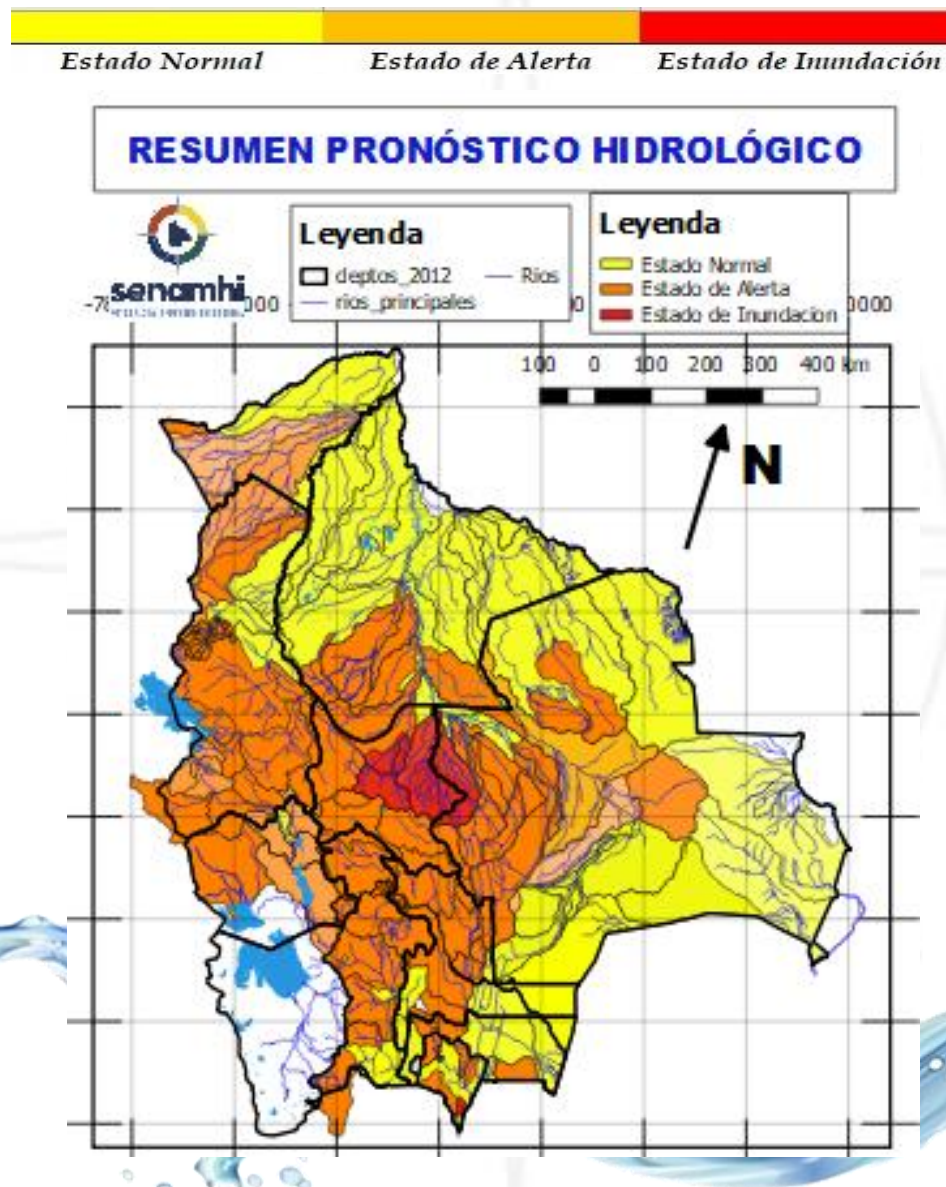 Estado Normal Estado de Alerta Estado de Inundación
RESUMEN PRONÓSTICO HIDROLÓGICO
senamhi
Leyenda
deptos_2012 Rios
rios_principales
Leyenda
Estado Normal
Estado de Alerta
Estado de Inundacion
100 0 100 200 300 400 km
N